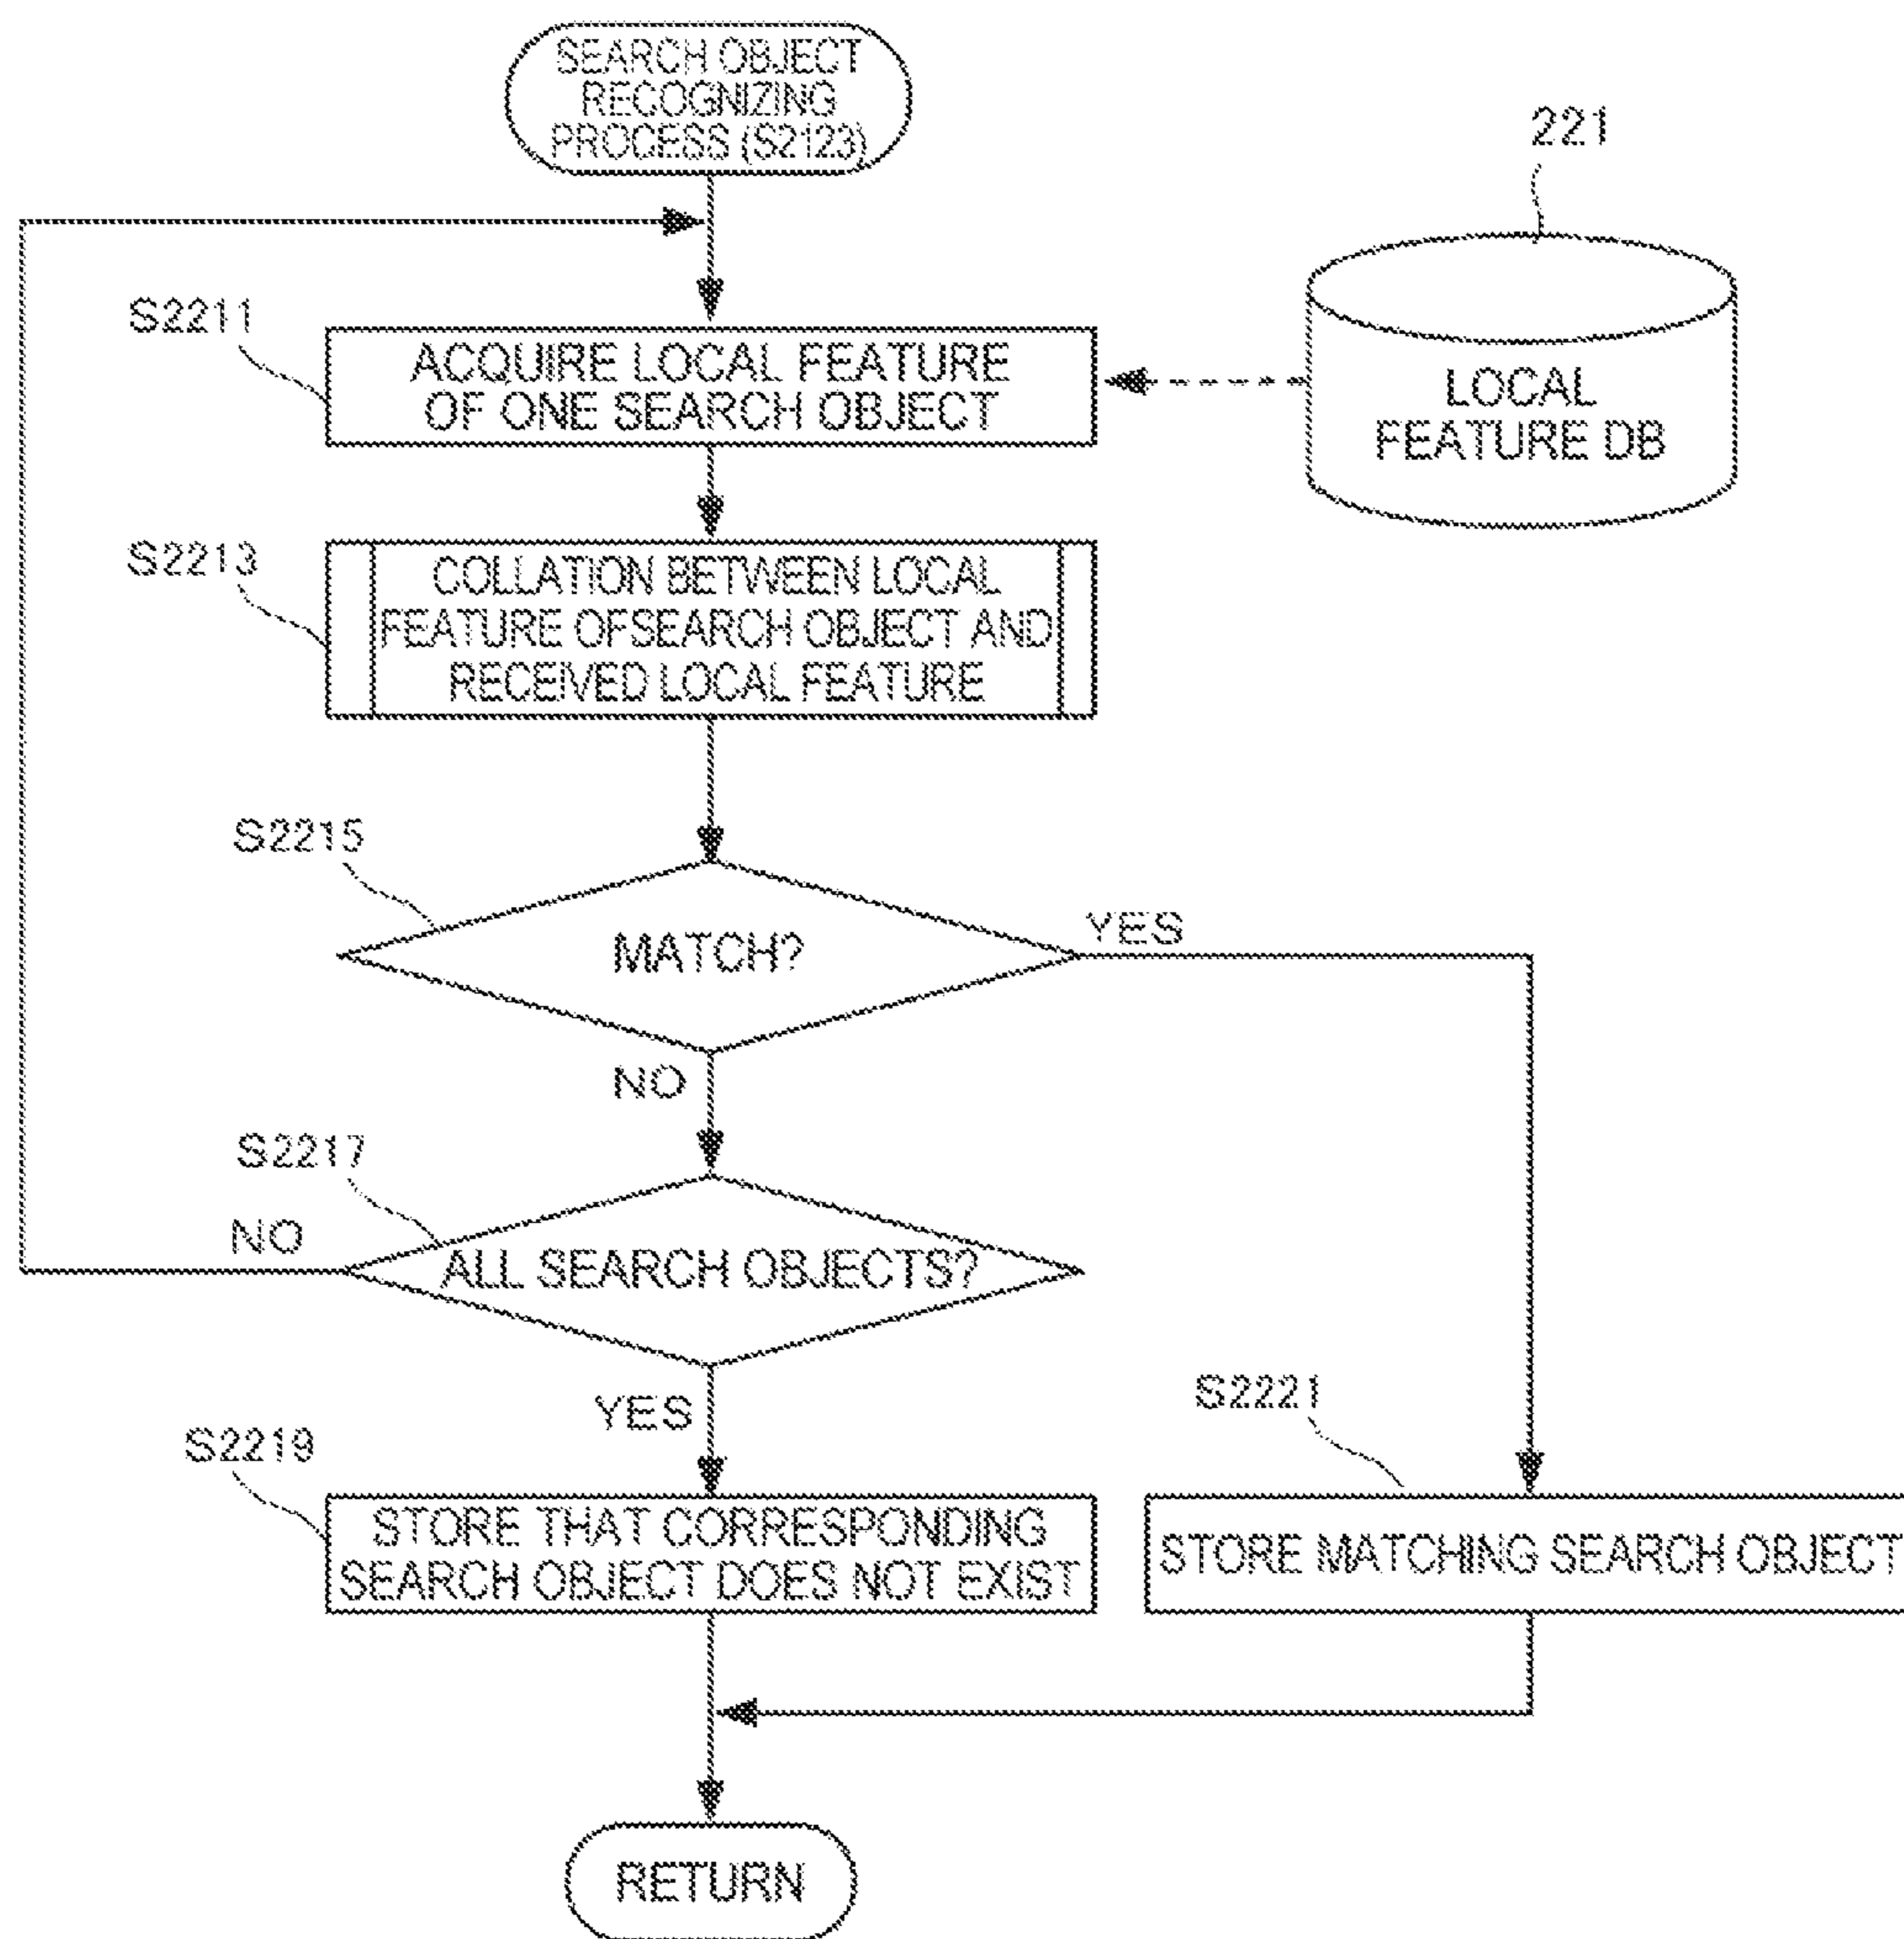 SEARCH OBJECT
RECOGNIZING
PROCESS (S2123)
221
S2211
ACQUIRE LOCAL FEATURE
OF ONE SEARCH OBJECT
LOCAL
FEATURE DB
S2213
COLLATION BETWEEN LOCAL
FEATURE OFSEARCH OBJECT AND
RECEIVED LOCAL FEATURE
S2215
MATCH?
YES
NO
S2217
NO
ALL SEARCH OBJECTS?
YES
S2219
STORE THAT CORRESPONDING
SEARCH OBJECT DOES NOT EXIST
S2221
STORE MATCHING SEARCH OBJECT
RETURN